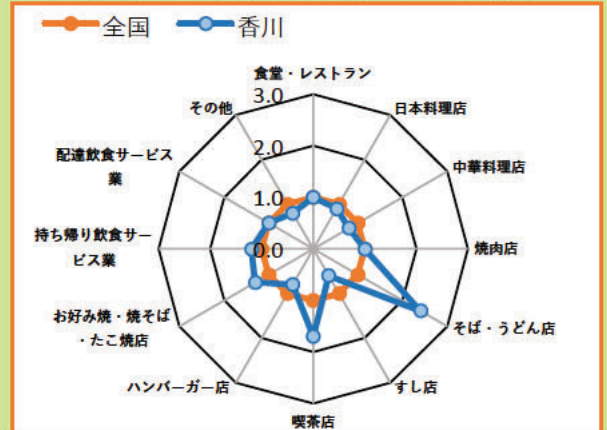 全国 香川
食堂・レストラン
日本料理店
中華料理店
焼肉店
そば・うどん店
すし店
喫茶店
ハンバーガー店
お好み焼・焼そば
・たこ焼店
持ち帰り飲食サー
ビス業
配達飲食サービス
業
その他
3.0
2.0
1.0
0.0